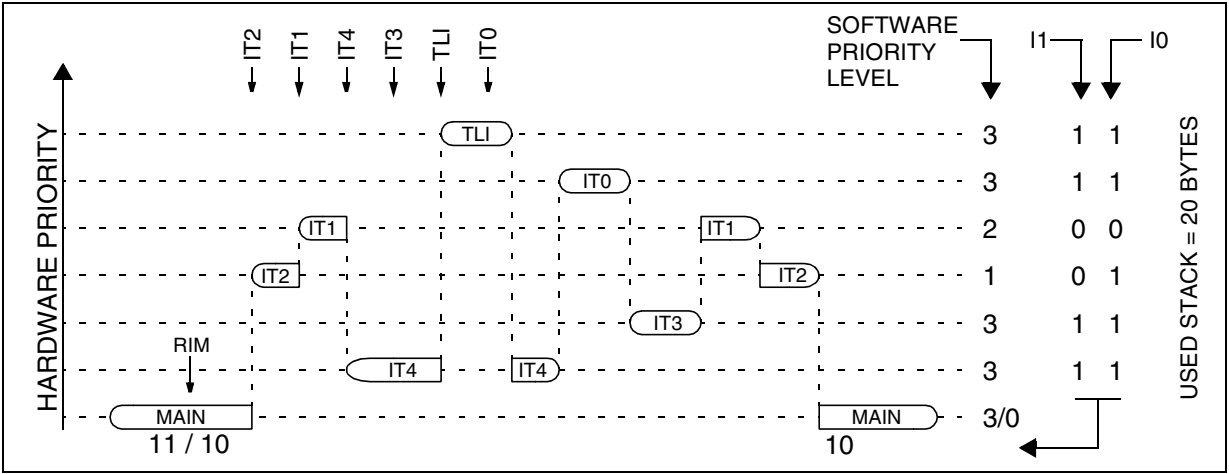 IT2
IT1
IT4
IT3
TLI
IT0
SOFTWARE
PRIORITY
LEVEL
I1
I0
HARDWARE PRIORITY
TLI
3
1 1
IT0
3
1 1
IT1
IT1
2
0 0
IT2
IT2
1
0 1
IT3
3
1 1
RIM
IT4
IT4
3
1 1
MAIN
MAIN
3/0
11 / 10
10
USED STACK = 20 BYTES